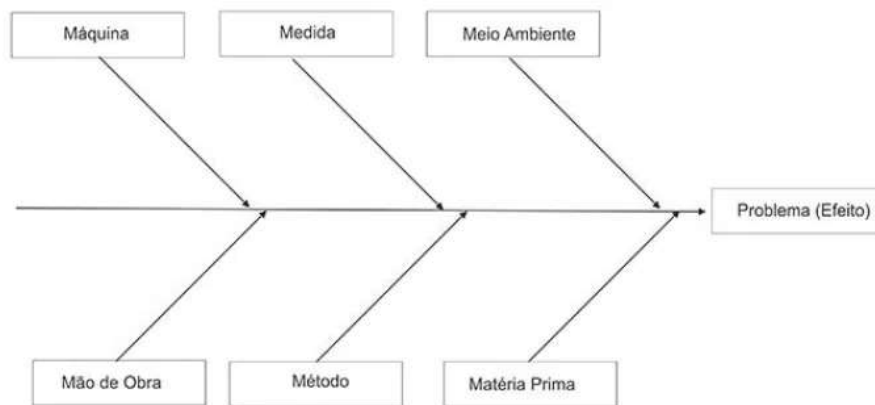 Máquina
Medida
Meio Ambiente
Problema (Efeito)
Mão de Obra
Método
Matéria Prima